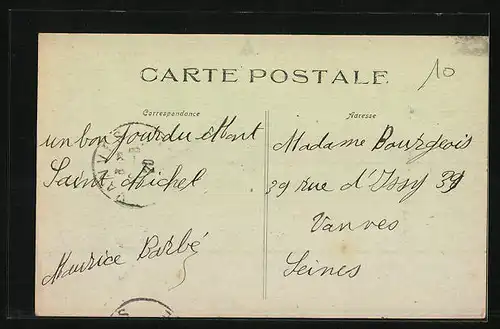 10
CARTE POSTALE
Correspondance
Adresse
un bon jour du Mont
Saint Michel
Maurice Barbé
Madame Bourgeois
39 rue d'Issy 39
Vanves
Seines